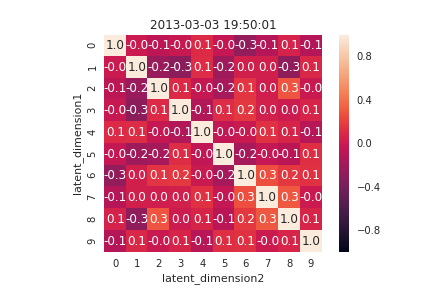 2013-03-03 19:50:01
latent_dimension1
0 1.0 -0.0 -0.1 -0.0 0.1 -0.0 -0.3 -0.1 0.1 -0.1
1 -0.0 1.0 -0.2 -0.3 0.1 -0.2 0.0 0.0 -0.3 0.1
2 -0.1 -0.2 1.0 0.1 -0.0 -0.2 0.1 0.0 0.3 -0.0
3 -0.0 -0.3 0.1 1.0 -0.1 0.1 0.2 0.0 0.0 0.1
4 0.1 0.1 -0.0 -0.1 1.0 -0.0 -0.0 0.1 0.1 -0.1
5 -0.0 -0.2 -0.2 0.1 -0.0 1.0 -0.2 -0.0 -0.1 0.1
6 -0.3 0.0 0.1 0.2 -0.0 -0.2 1.0 0.3 0.2 0.1
7 -0.1 0.0 0.0 0.0 0.1 -0.0 0.3 1.0 0.3 -0.0
8 0.1 -0.3 0.3 0.0 0.1 -0.1 0.2 0.3 1.0 0.1
9 -0.1 0.1 -0.0 0.1 -0.1 0.1 0.1 -0.0 0.1 1.0
0 1 2 3 4 5 6 7 8 9
latent_dimension2
0.8
0.4
0.0
−0.4
−0.8